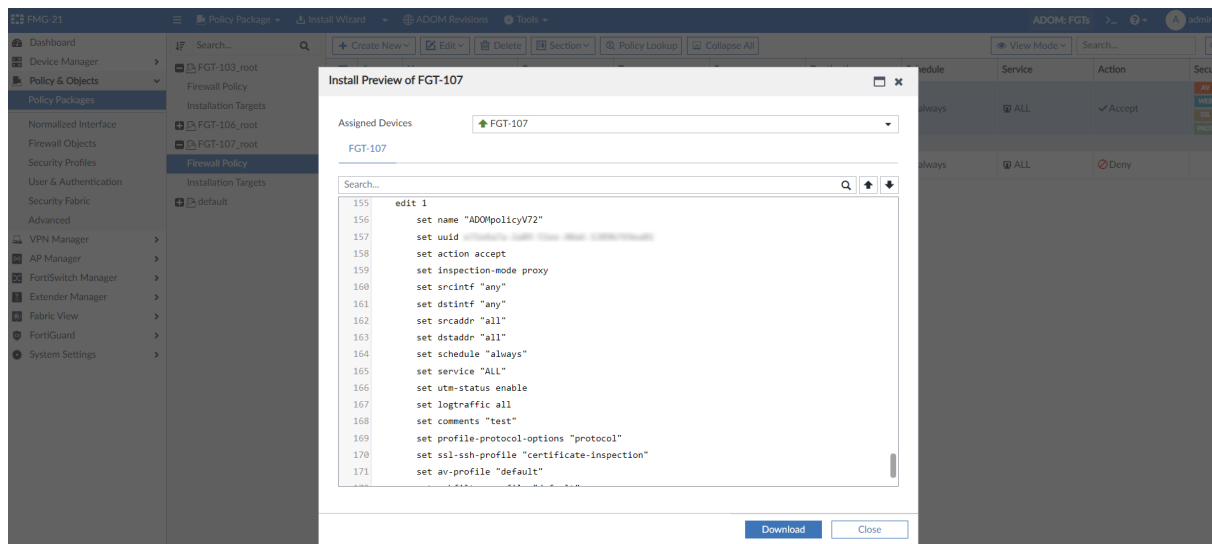 FMG-21
Policy Package
Install Wizard
ADOM Revisions
Tools
ADOM: FGTs
admin
Dashboard
Device Manager
Policy & Objects
Policy Packages
Normalized Interface
Firewall Objects
Security Profiles
User & Authentication
Security Fabric
Advanced
VPN Manager
AP Manager
FortiSwitch Manager
Extender Manager
Fabric View
FortiGuard
System Settings
Search...
FGT-103_root
Firewall Policy
Installation Targets
FGT-106_root
FGT-107_root
Firewall Policy
Installation Targets
default
+ Create New
Edit
Delete
Section
Policy Lookup
Collapse All
View Mode
Search...
Service
Action
always
ALL
Accept
always
ALL
Deny
Install Preview of FGT-107
Assigned Devices
FGT-107
FGT-107
Search...
155 edit 1
156 set name "ADOMpolicyV72"
157 set uuid
158 set action accept
159 set inspection-mode proxy
160 set srcintf "any"
161 set dstintf "any"
162 set srcaddr "all"
163 set dstaddr "all"
164 set schedule "always"
165 set service "ALL"
166 set utm-status enable
167 set logtraffic all
168 set comments "test"
169 set profile-protocol-options "protocol"
170 set ssl-ssh-profile "certificate-inspection"
171 set av-profile "default"
Download
Close